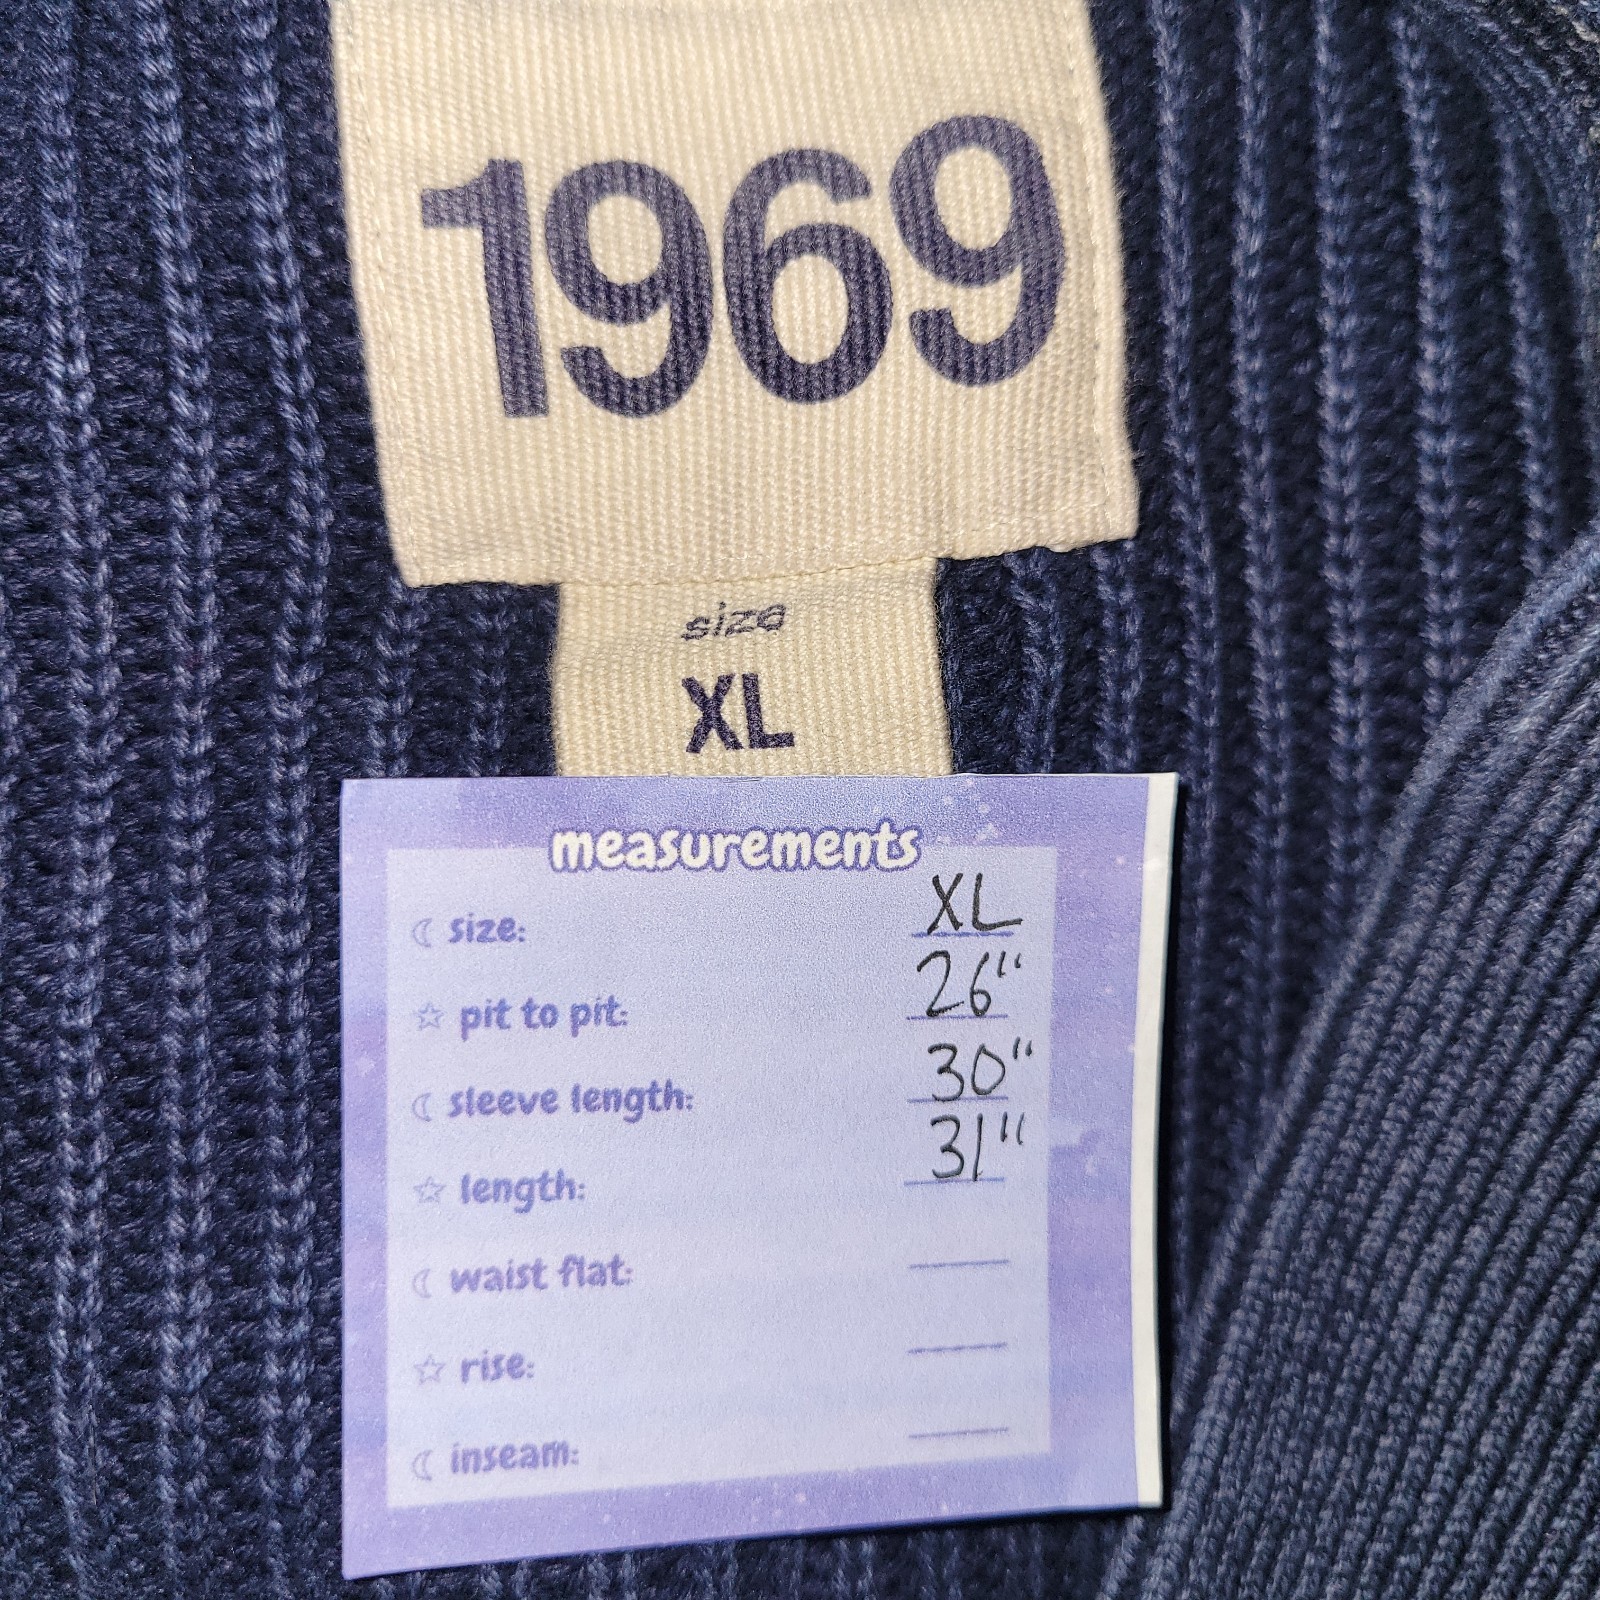 1969
size
XL
measurements
size: XL
pit to pit: 26"
sleeve length: 30"
length: 31"
waist flat:
rise:
inseam: